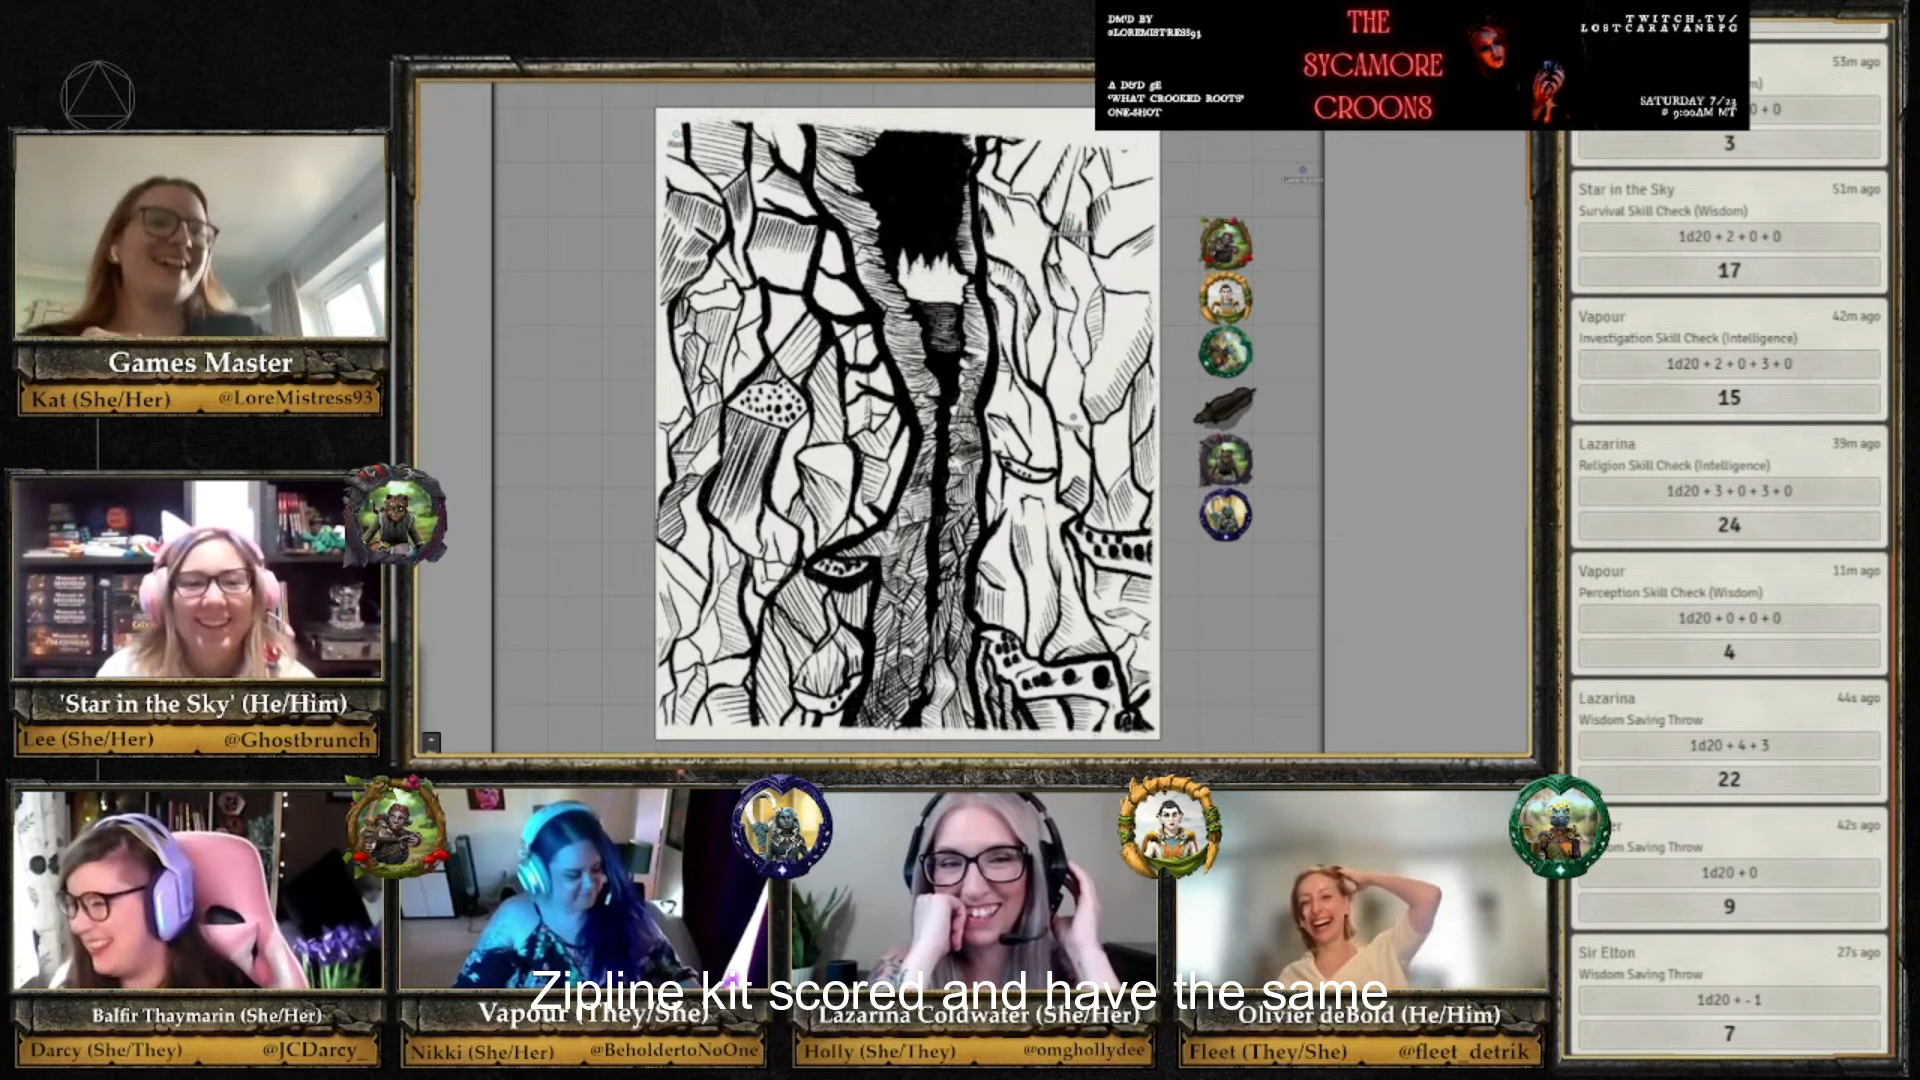 DM'D BY
@LOREMISTRESS93
A D&D 5E
'WHAT CROOKED ROOTS'
ONE-SHOT
THE
SYCAMORE
CROONS
TWITCH.TV/
LOSTCARAVANRPG
SATURDAY 7/23
@ 9:00AM MT
Games Master
Kat (She/Her) @LoreMistress93
'Star in the Sky' (He/Him)
Lee (She/Her) @Ghostbrunch
53m ago
3
Star in the Sky 51m ago
Survival Skill Check (Wisdom)
1d20 + 2 + 0 + 0
17
Vapour 42m ago
Investigation Skill Check (Intelligence)
1d20 + 2 + 0 + 3 + 0
15
Lazarina 39m ago
Religion Skill Check (Intelligence)
1d20 + 3 + 0 + 3 + 0
24
Vapour 11m ago
Perception Skill Check (Wisdom)
1d20 + 0 + 0 + 0
4
Lazarina 44s ago
Wisdom Saving Throw
1d20 + 4 + 3
22
42s ago
Saving Throw
1d20 + 0
9
Sir Elton 27s ago
Wisdom Saving Throw
1d20 + - 1
7
Zipline kit scored and have the same
Balfir Thaymarin (She/Her)
Darcy (She/They) @JCDarcy_
Vapour (They/She)
Nikki (She/Her) @BeholdertoNoOne
Lazarina Coldwater (She/Her)
Holly (She/They) @omghollydee
Olivier deBold (He/Him)
Fleet (They/She) @fleet_detrik